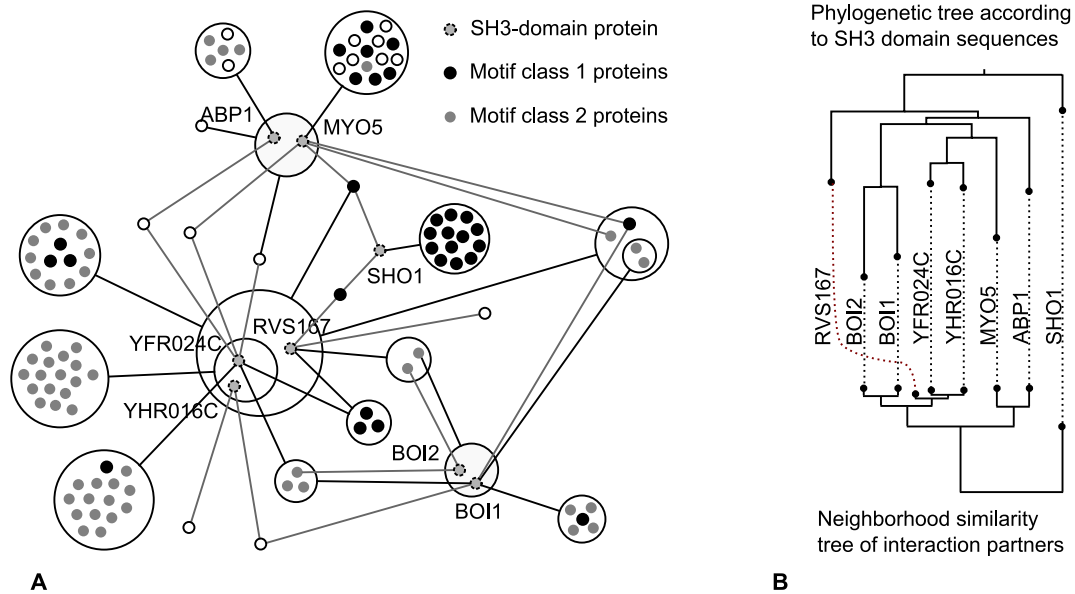 SH3-domain protein
Motif class 1 proteins
Motif class 2 proteins
ABP1
MYO5
SHO1
RVS167
YFR024C
YHR016C
BOI2
BOI1
A
Phylogenetic tree according
to SH3 domain sequences
RVS167
BOI2
BOI1
YFR024C
YHR016C
MYO5
ABP1
SHO1
Neighborhood similarity
tree of interaction partners
B